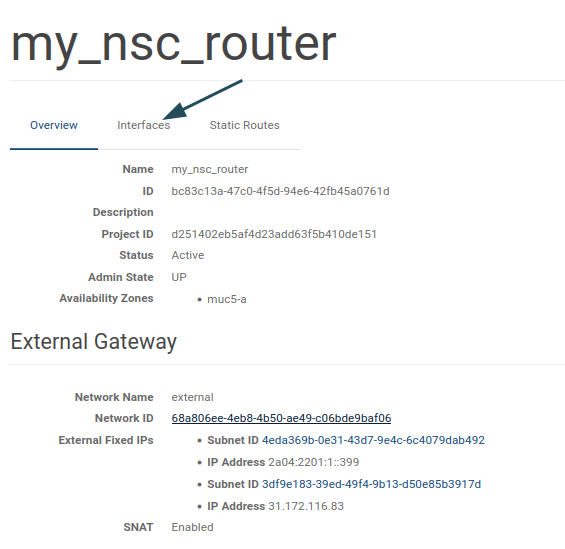 my_nsc_router
Overview Interfaces Static Routes
Name my_nsc_router
ID bc83c13a-47c0-4f5d-94e6-42fb45a0761d
Description
Project ID d251402eb5af4d23add63f5b410de151
Status Active
Admin State UP
Availability Zones • muc5-a
External Gateway
Network Name external
Network ID 68a806ee-4eb8-4b50-ae49-c06bde9baf06
External Fixed IPs • Subnet ID 4eda369b-0e31-43d7-9e4c-6c4079dab492
• IP Address 2a04:2201:1::399
• Subnet ID 3df9e183-39ed-49f4-9b13-d50e85b3917d
• IP Address 31.172.116.83
SNAT Enabled